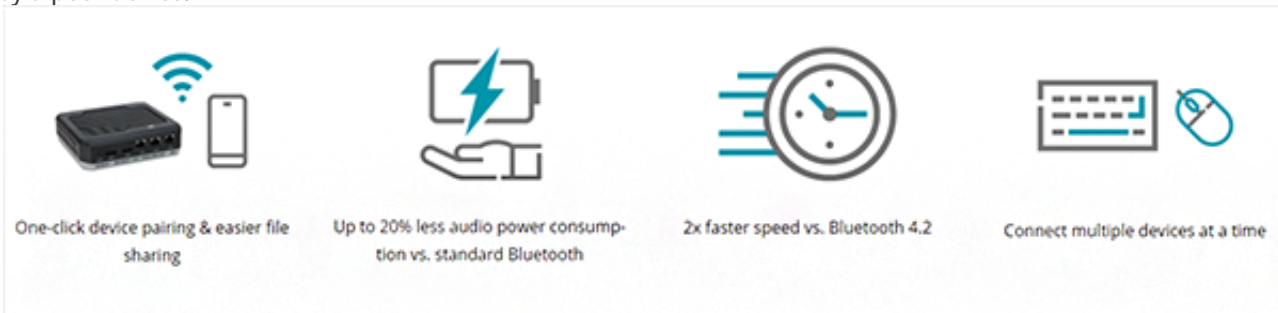 One-click device pairing & easier file
sharing
Up to 20% less audio power consump-
tion vs. standard Bluetooth
2x faster speed vs. Bluetooth 4.2
Connect multiple devices at a time